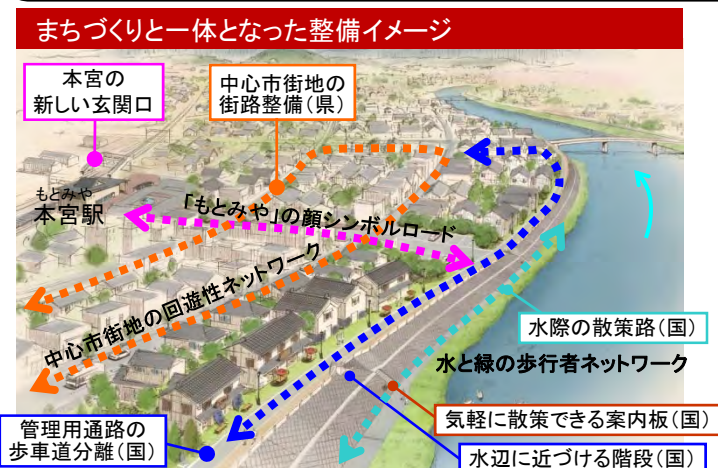 まちづくりと一体となった整備イメージ
本宮の
新しい玄関口
中心市街地の
街路整備(県)
もとみや
本宮駅
「もとみや」の顔シンボルロード
中心市街地の回遊性ネットワーク
水際の散策路(国)
水と緑の歩行者ネットワーク
気軽に散策できる案内板(国)
管理用通路の
歩車道分離(国)
水辺に近づける階段(国)